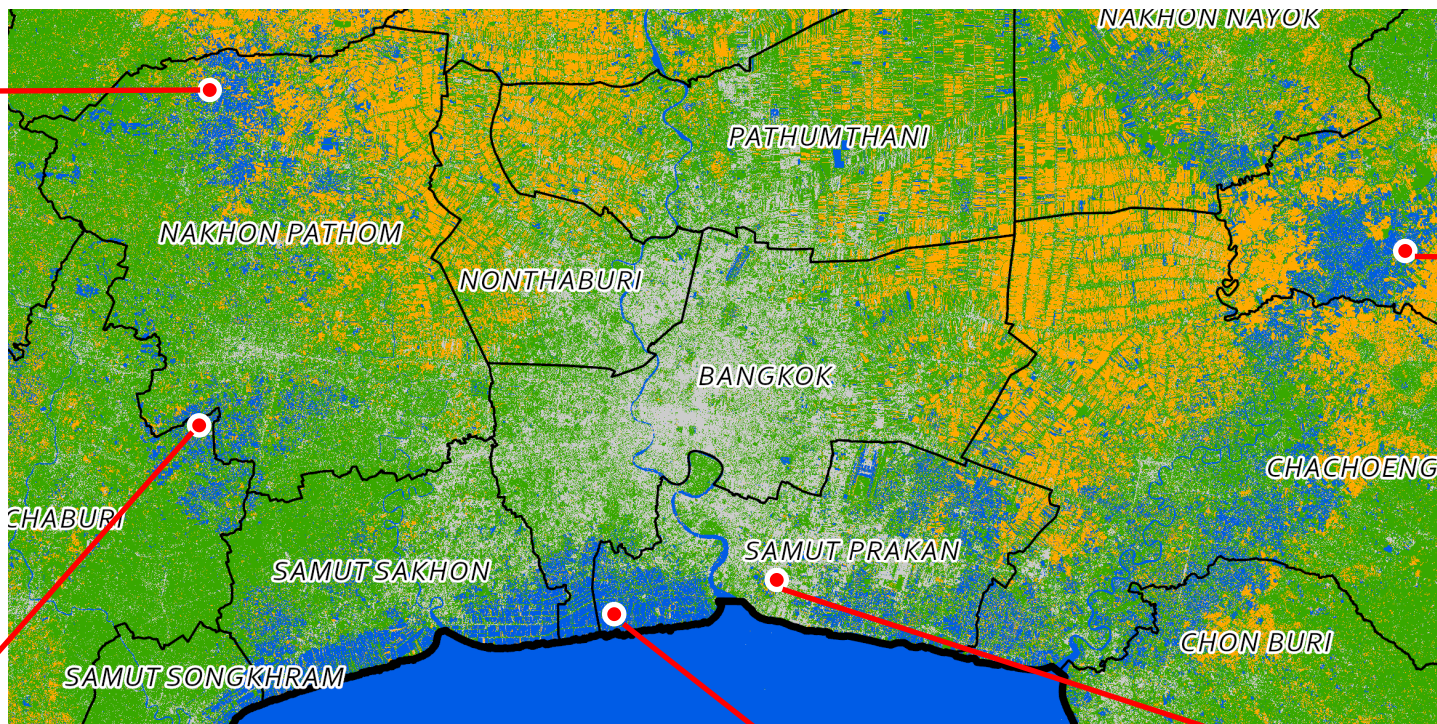 NAKHON NAYOK
PATHUMTHANI
NAKHON PATHOM
NONTHABURI
BANGKOK
CHACHOENG
CHABURI
SAMUT PRAKAN
SAMUT SAKHON
CHON BURI
SAMUT SONGKHRAM